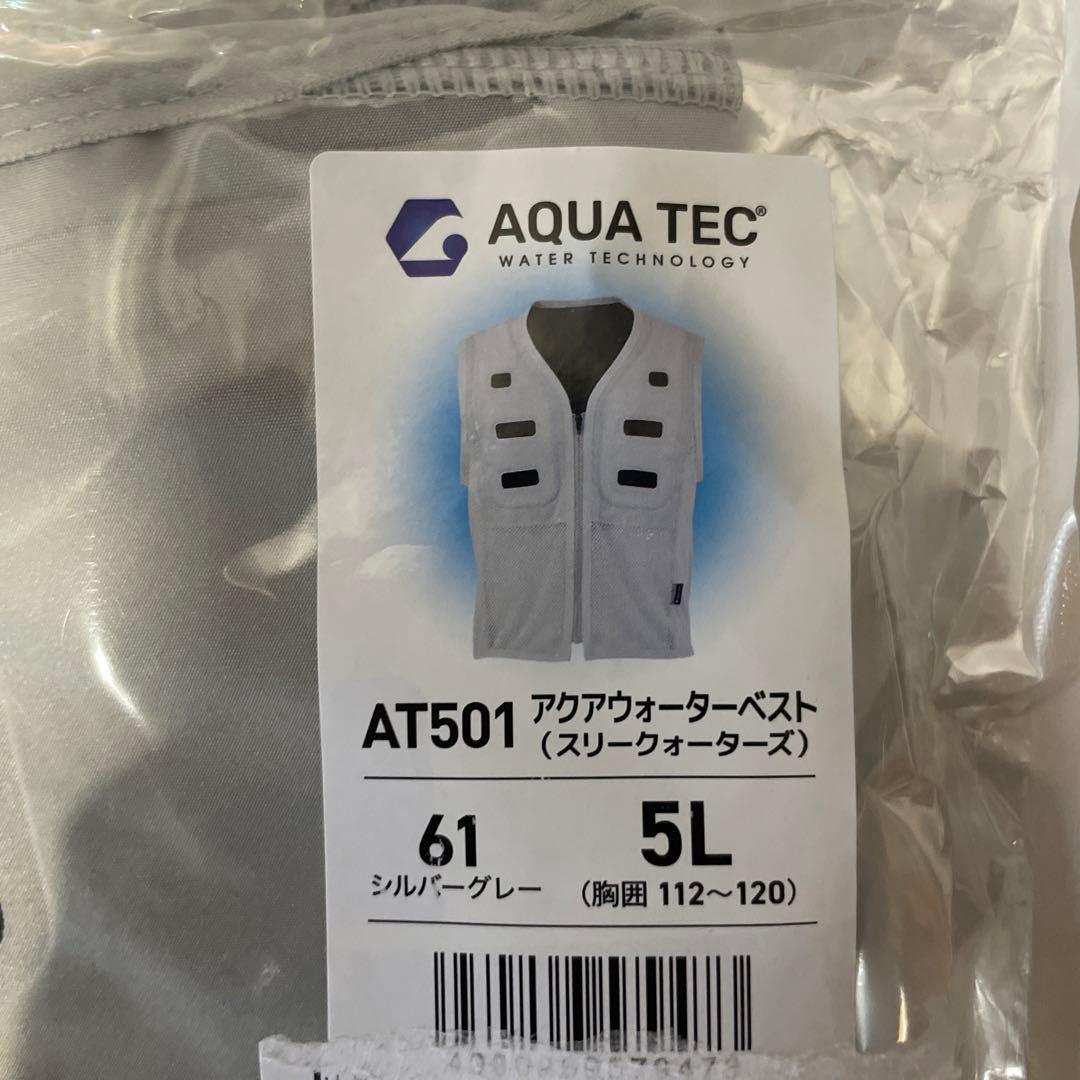 AQUA TEC®
WATER TECHNOLOGY
AT501 アクアウォーターベスト
（スリークォーターズ）
61 5L
シルバーグレー （胸囲 112～120）